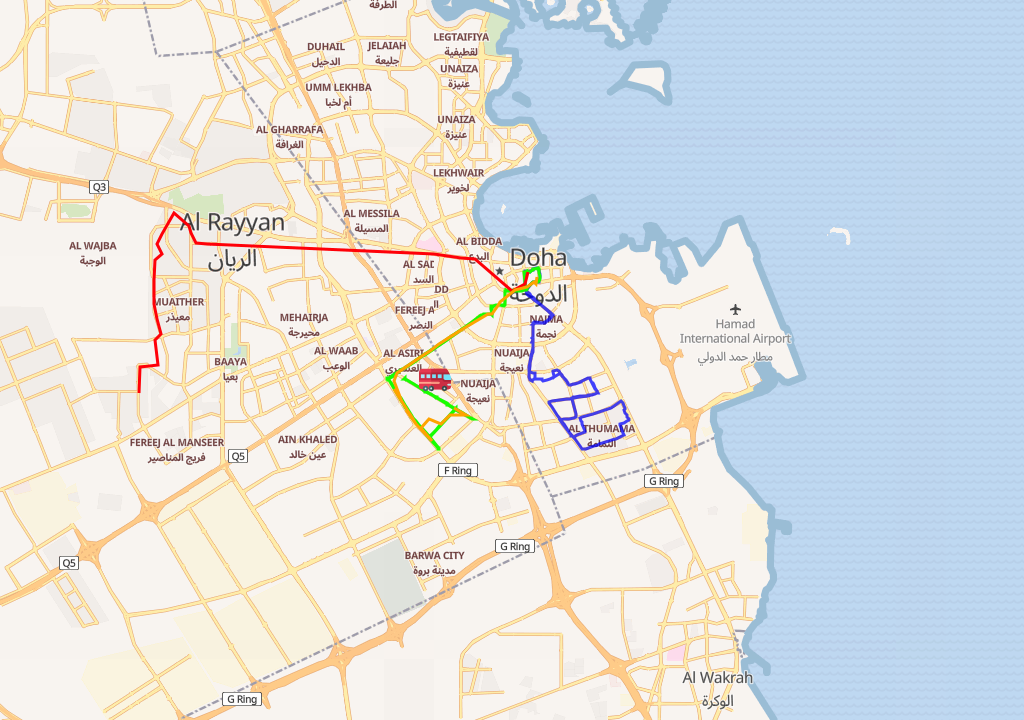 الطرفة
LEGTAIFIYA
لقطيفية
DUHAIL
الدحيل
JELAIAH
جليعة
UNAIZA
عنيزة
UMM LEKHBA
أم لخبا
UNAIZA
عنيزة
AL GHARRAFA
الغرافة
LEKHWAIR
لخوير
Q3
AL MESSILA
المسيلة
Al Rayyan
الريان
AL WAJBA
الوجبة
AL BIDDA
البدع
Doha
الدوحة
AL SAD
السد
DD
ال
MUAITHER
معيذر
MEHAIRJA
محيرجة
FEREEJ A
النصر
NAJMA
نجمة
Hamad
International Airport
مطار حمد الدولي
AL WAAB
الوعب
AL ASIRI
NUAIJA
نعيجة
BAAYA
بعيا
NUAIJA
نعيجة
AL THUMAMA
الثمامة
FEREEJ AL MANSEER
فريج المناصير
AIN KHALED
عين خالد
Q5
F Ring
G Ring
G Ring
BARWA CITY
مدينة بروة
Q5
Al Wakrah
الوكرة
G Ring